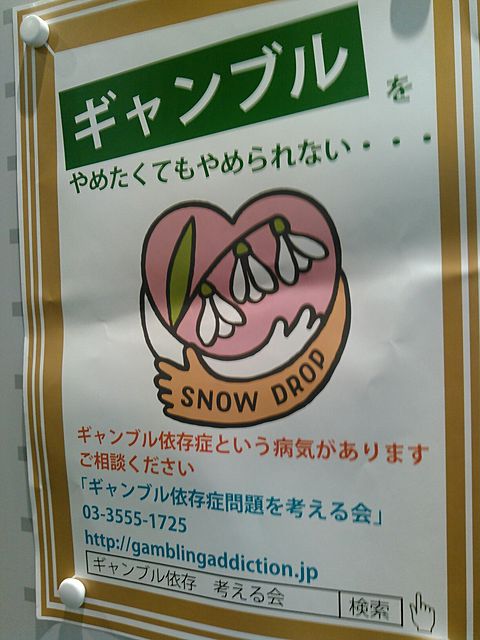 ギャンブルを
やめたくてもやめられない・・・
SNOW DROP
ギャンブル依存症という病気があります
ご相談ください
「ギャンブル依存症問題を考える会」
03-3555-1725
http://gamblingaddiction.jp
ギャンブル依存 考える会 検索